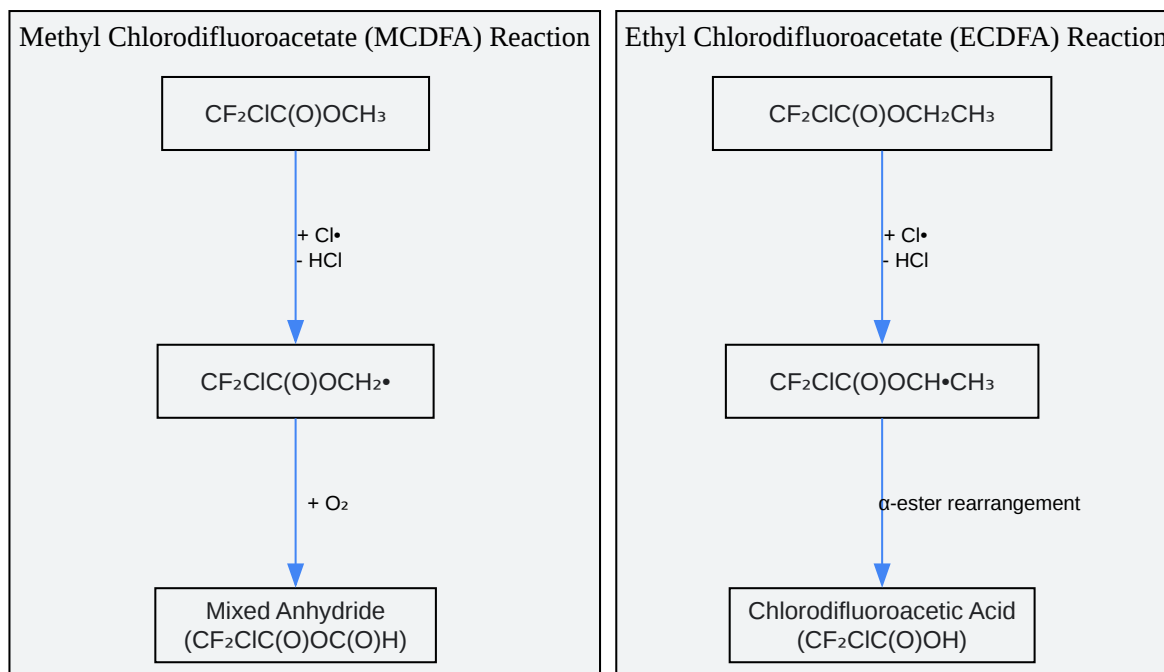 Methyl Chlorodifluoroacetate (MCDFA) Reaction
CF₂ClC(O)OCH₃
+ Cl•
- HCl
CF₂ClC(O)OCH₂•
+ O₂
Mixed Anhydride
(CF₂ClC(O)OC(O)H)
Ethyl Chlorodifluoroacetate (ECDFA) Reaction
CF₂ClC(O)OCH₂CH₃
+ Cl•
- HCl
CF₂ClC(O)OCH•CH₃
α-ester rearrangement
Chlorodifluoroacetic Acid
(CF₂ClC(O)OH)